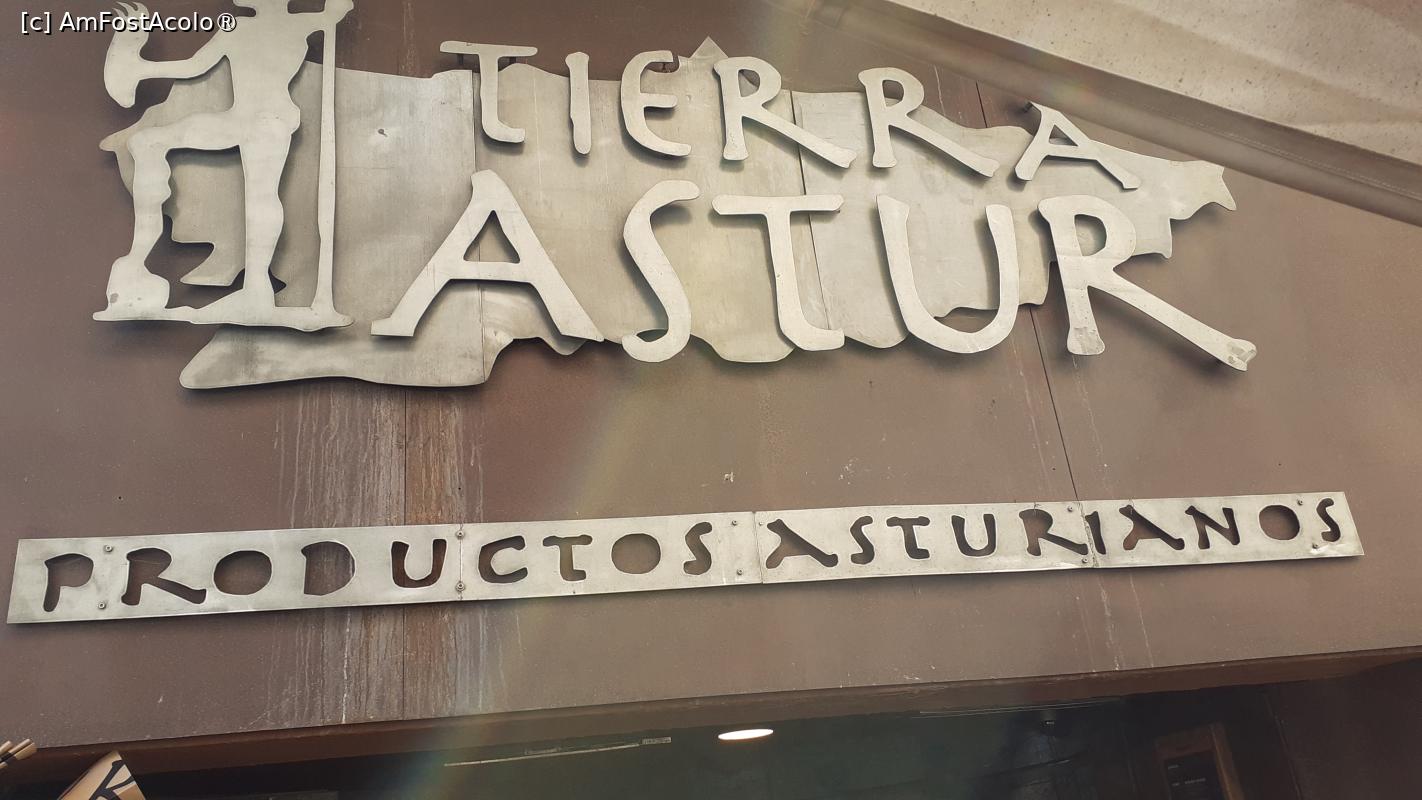 [c] AmFostAcolo®
TIERRA
ASTUR
PRODUCTOS ASTURIANOS